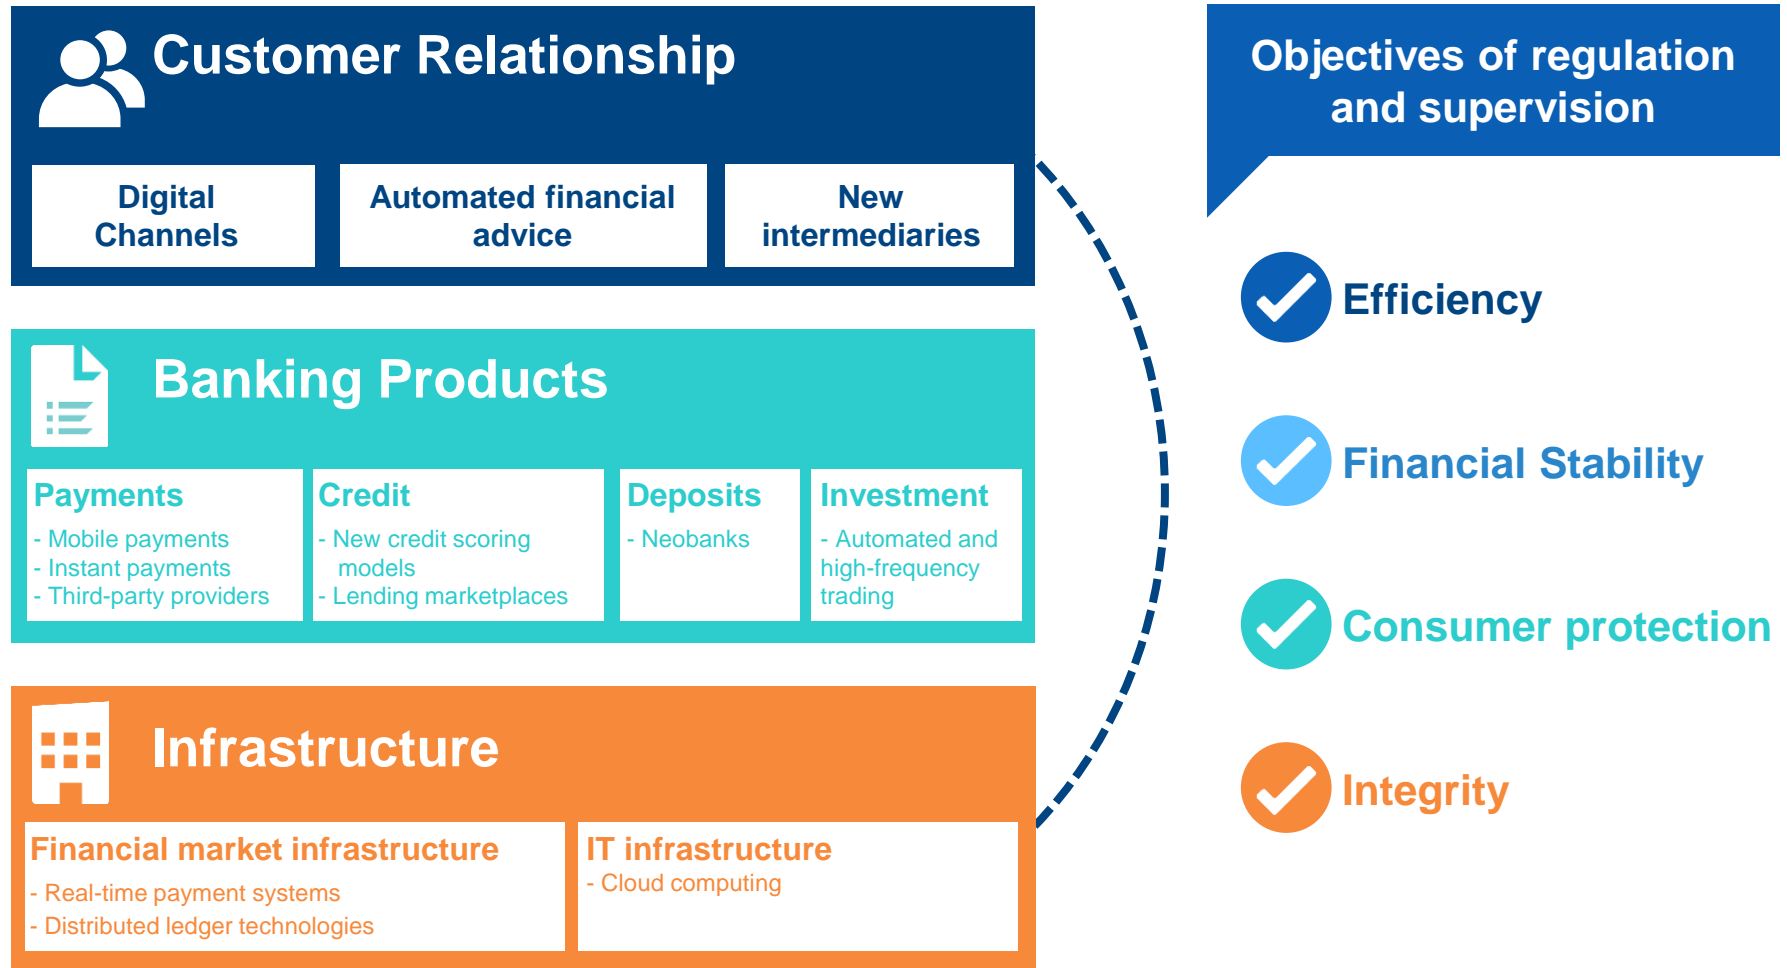 Customer Relationship
Digital
Channels
Automated financial
advice
New
intermediaries
Banking Products
Payments
- Mobile payments
- Instant payments
- Third-party providers
Credit
- New credit scoring
models
- Lending marketplaces
Deposits
- Neobanks
Investment
- Automated and
high-frequency
trading
Infrastructure
Financial market infrastructure
- Real-time payment systems
- Distributed ledger technologies
IT infrastructure
- Cloud computing
Objectives of regulation
and supervision
Efficiency
Financial Stability
Consumer protection
Integrity